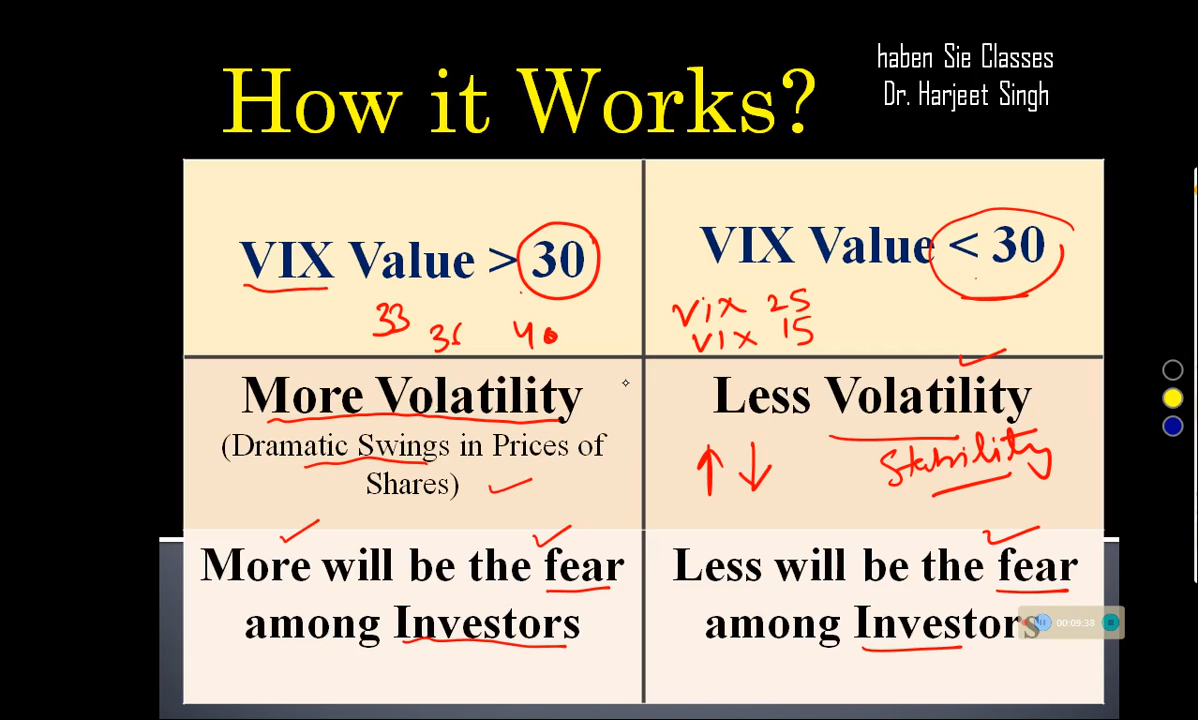 haben Sie Classes
Dr. Harjeet Singh
How it Works?
VIX Value > 30
33 36 40
More Volatility
(Dramatic Swings in Prices of
Shares)
More will be the fear
among Investors
VIX Value < 30
Vix 25
Vix 15
Less Volatility
Stability
Less will be the fear
among Investors
00:09:38